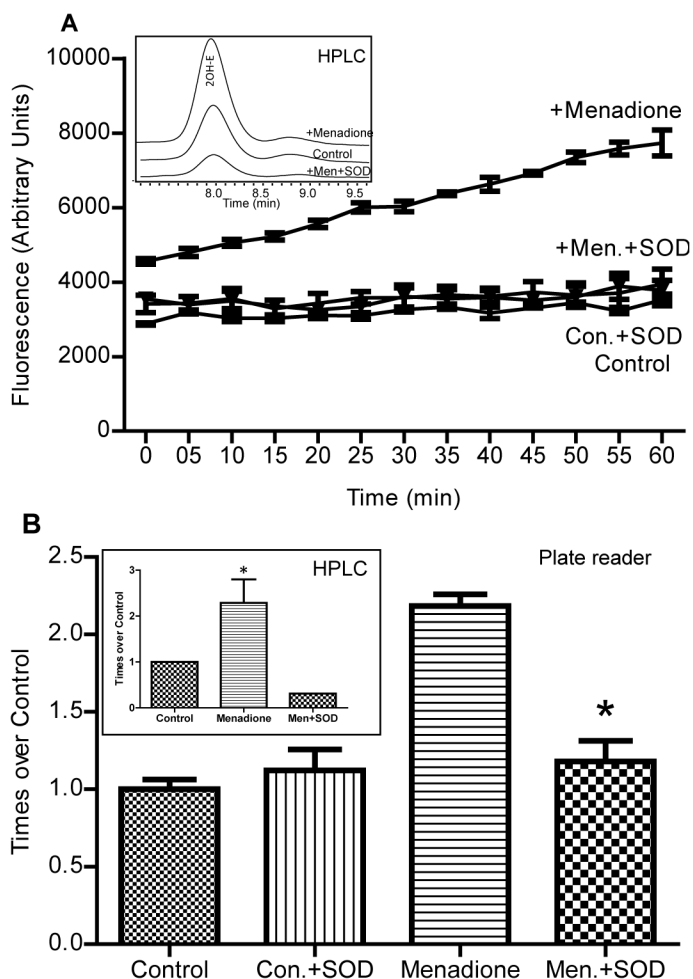 A
HPLC
2OH-E
+Menadione
Control
+Men+SOD
8.0 8.5 9.0 9.5
Time (min)
Fluorescence (Arbitrary Units)
10000
8000
6000
4000
2000
0
+Menadione
+Men.+SOD
Con.+SOD
Control
0 05 10 15 20 25 30 35 40 45 50 55 60
Time (min)
B
Plate reader
Times over Control
2.5
2.0
1.5
1.0
0.5
0.0
HPLC
Times over Control
3
2
1
0
*
Control Menadione Men+SOD
*
Control Con.+SOD Menadione Men.+SOD